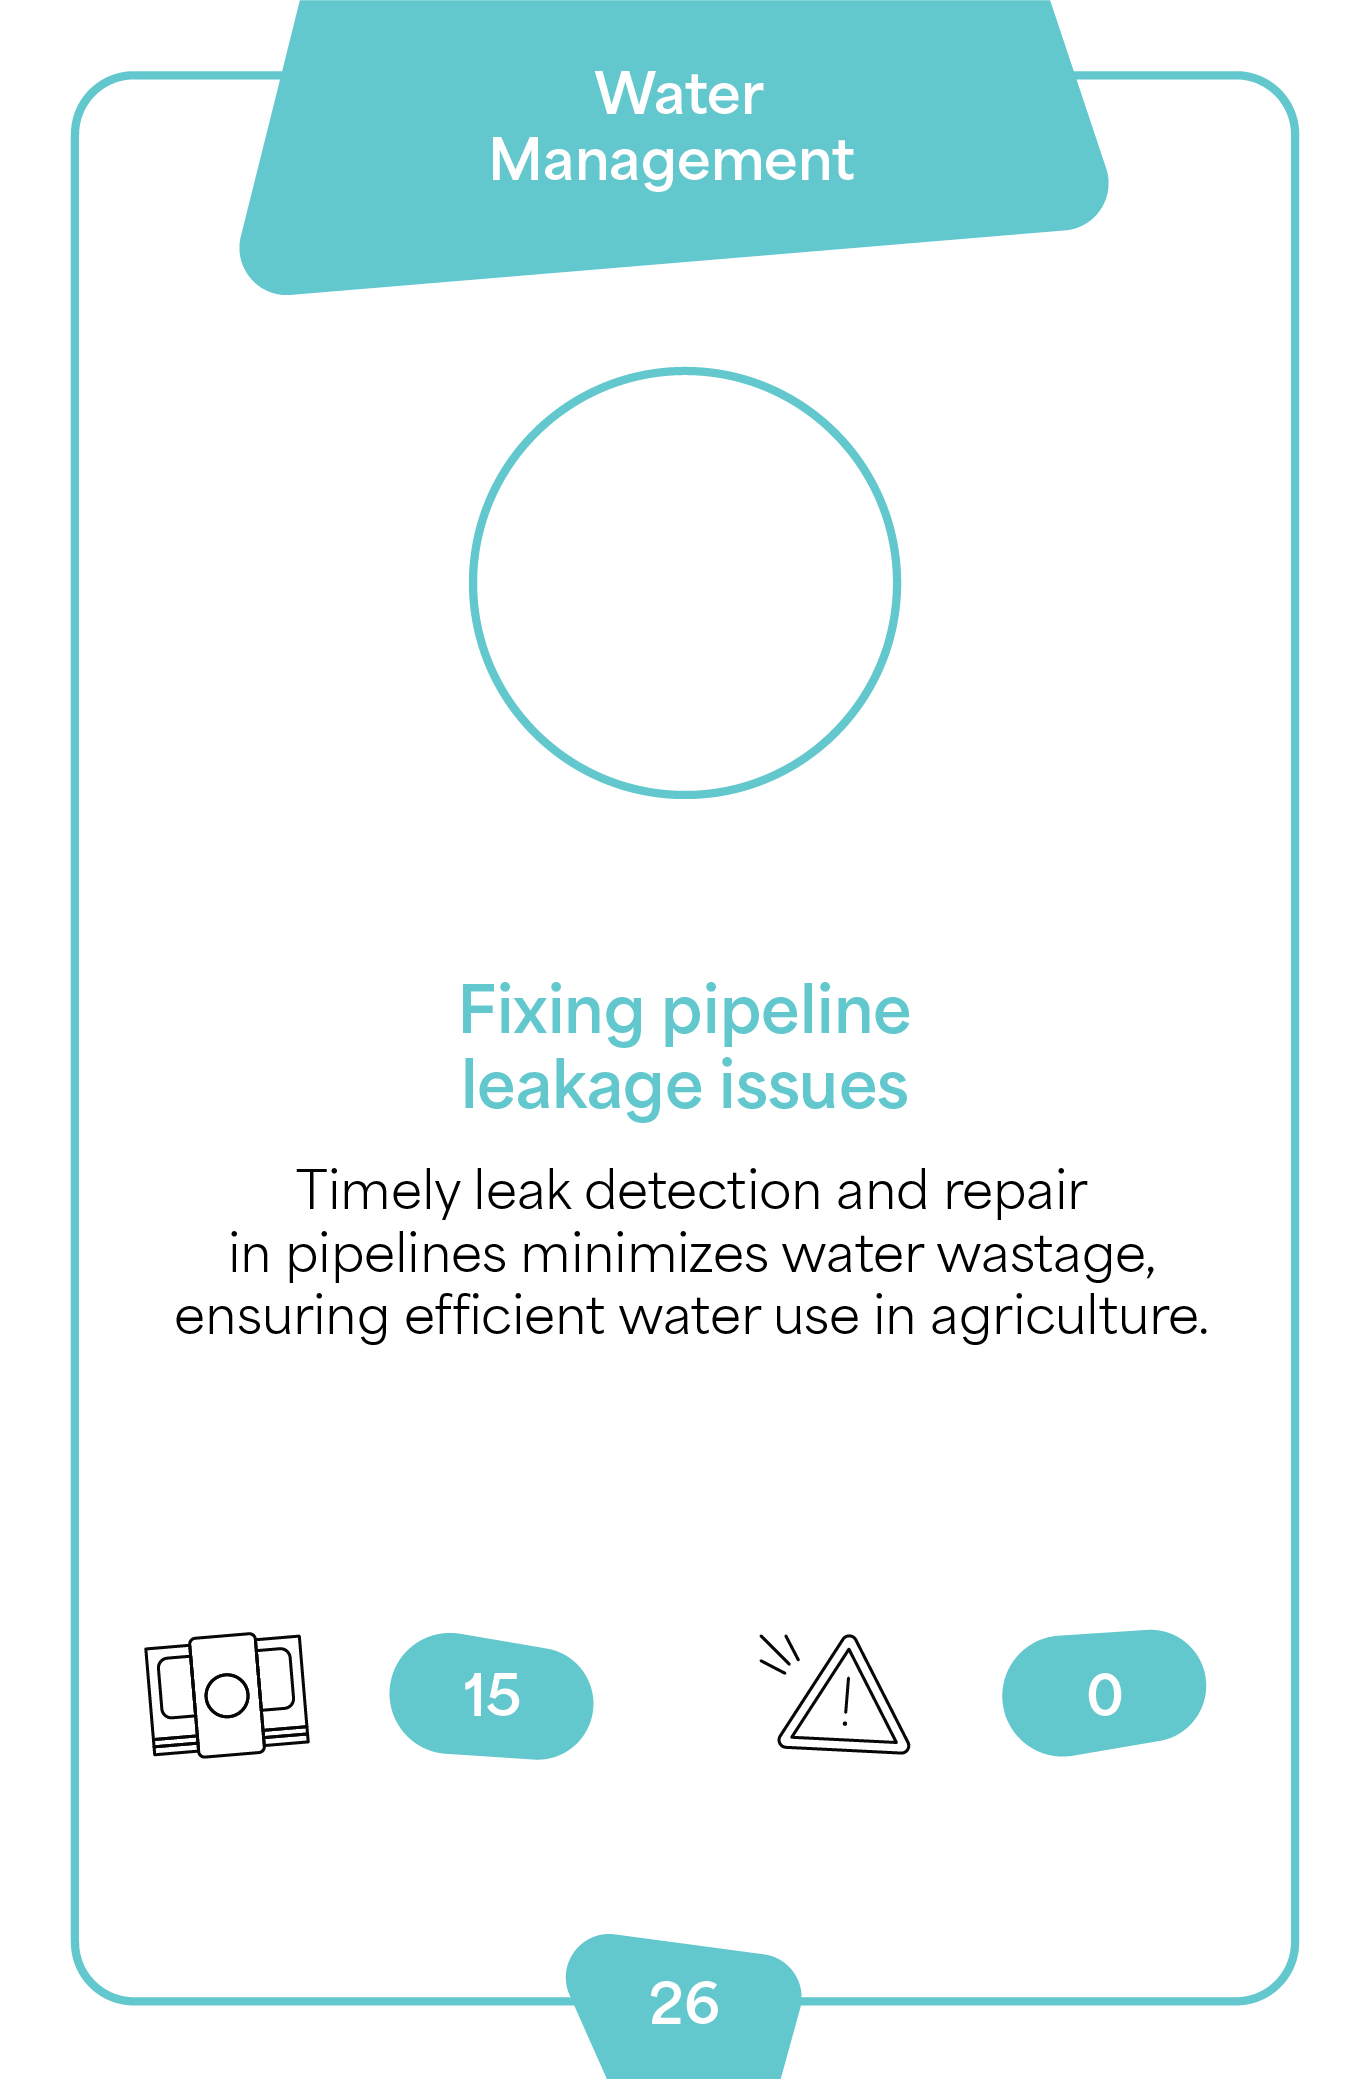 Water
Management
Fixing pipeline
leakage issues
Timely leak detection and repair
in pipelines minimizes water wastage,
ensuring efficient water use in agriculture.
15
!
0
26